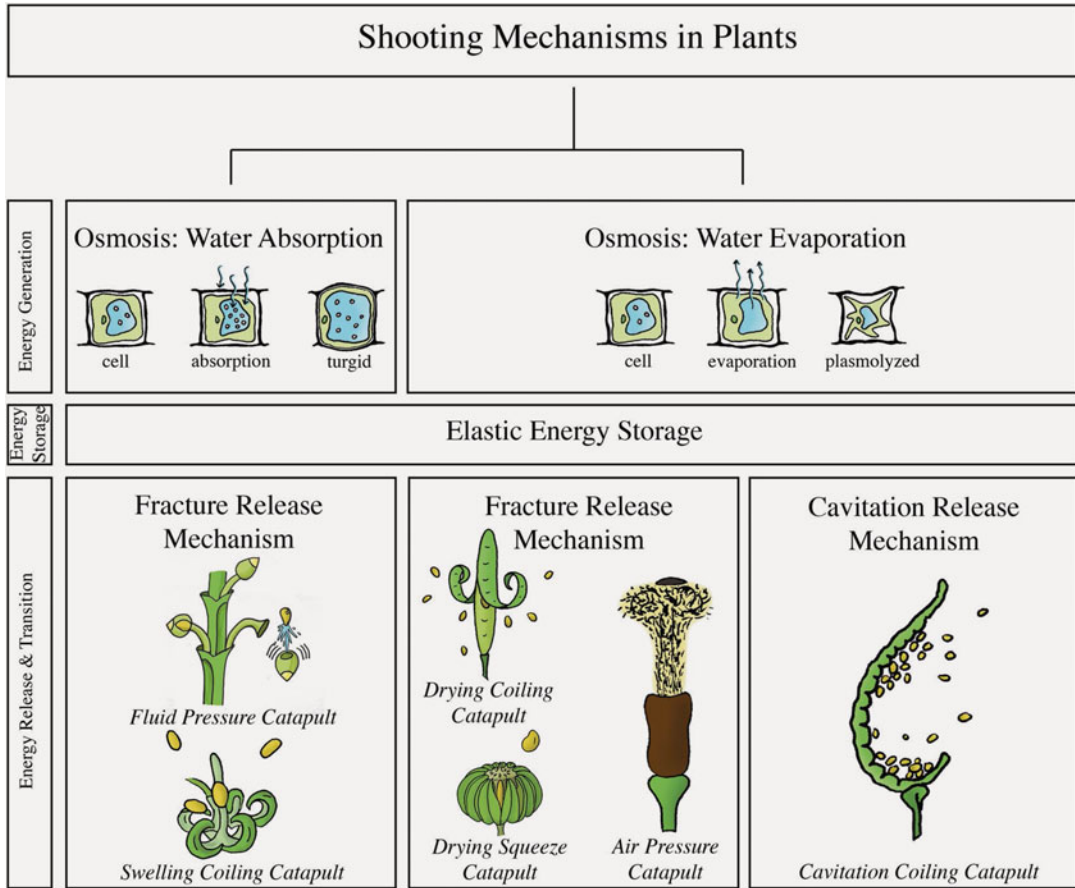 Shooting Mechanisms in Plants
Energy Generation
Osmosis: Water Absorption
cell
absorption
turgid
Osmosis: Water Evaporation
cell
evaporation
plasmolyzed
Energy
Storage
Elastic Energy Storage
Energy Release & Transition
Fracture Release
Mechanism
Fluid Pressure Catapult
Swelling Coiling Catapult
Fracture Release
Mechanism
Drying Coiling
Catapult
Drying Squeeze
Catapult
Air Pressure
Catapult
Cavitation Release
Mechanism
Cavitation Coiling Catapult